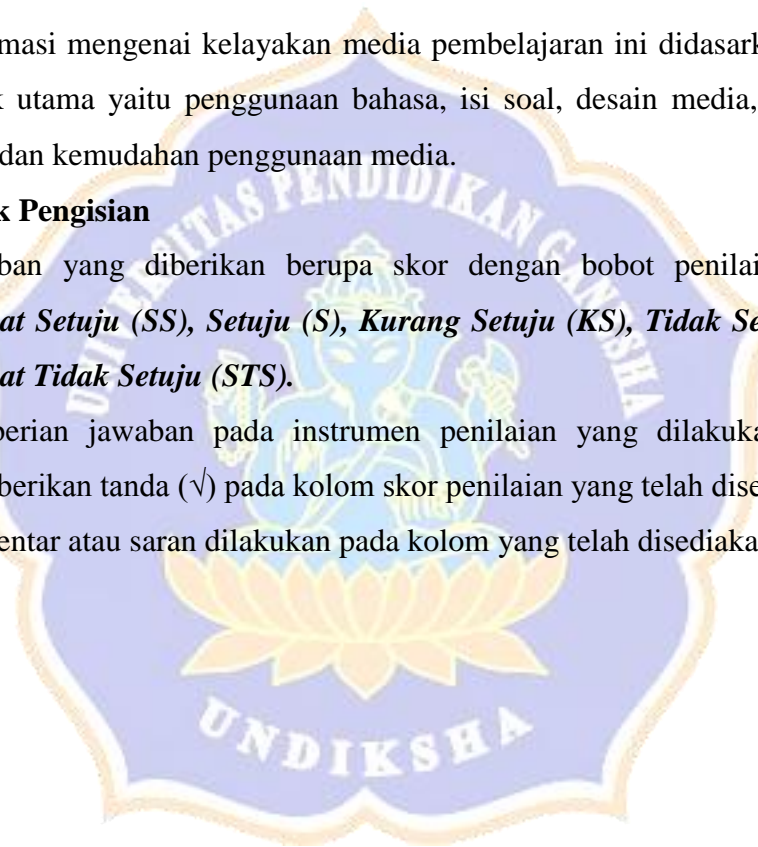 masi mengenai kelayakan media pembelajaran ini didasark
k utama yaitu penggunaan bahasa, isi soal, desain media,
dan kemudahan penggunaan media.
k Pengisian
ban yang diberikan berupa skor dengan bobot penilai
at Setuju (SS), Setuju (S), Kurang Setuju (KS), Tidak Se
at Tidak Setuju (STS).
berian jawaban pada instrumen penilaian yang dilakuka
berikan tanda (√) pada kolom skor penilaian yang telah dise
entar atau saran dilakukan pada kolom yang telah disediaka
UNIVERSITAS PENDIDIKAN GANESHA
UNDIKSHA